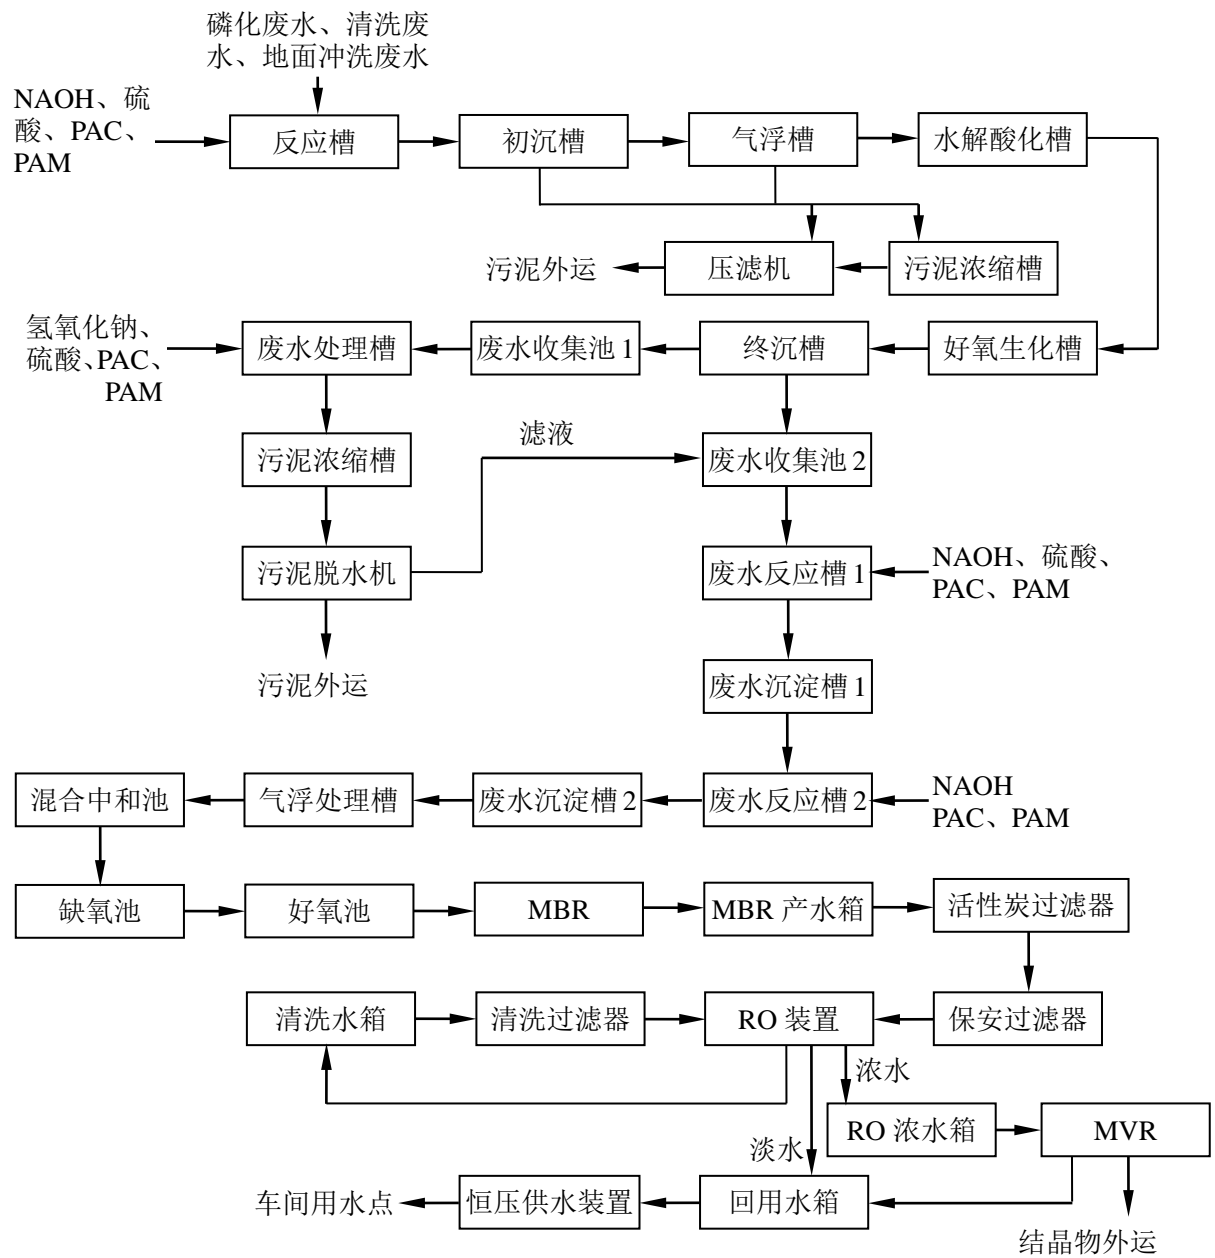 磷化废水、清洗废
水、地面冲洗废水
NAOH、硫
酸、PAC、
PAM
反应槽
初沉槽
气浮槽
水解酸化槽
污泥外运
压滤机
污泥浓缩槽
氢氧化钠、
硫酸、PAC、
PAM
废水处理槽
废水收集池 1
终沉槽
好氧生化槽
滤液
污泥浓缩槽
废水收集池 2
污泥脱水机
废水反应槽 1
NAOH、硫酸、
PAC、PAM
污泥外运
废水沉淀槽 1
混合中和池
气浮处理槽
废水沉淀槽 2
废水反应槽 2
NAOH
PAC、PAM
缺氧池
好氧池
MBR
MBR 产水箱
活性炭过滤器
清洗水箱
清洗过滤器
RO 装置
保安过滤器
浓水
RO 浓水箱
MVR
淡水
车间用水点
恒压供水装置
回用水箱
结晶物外运